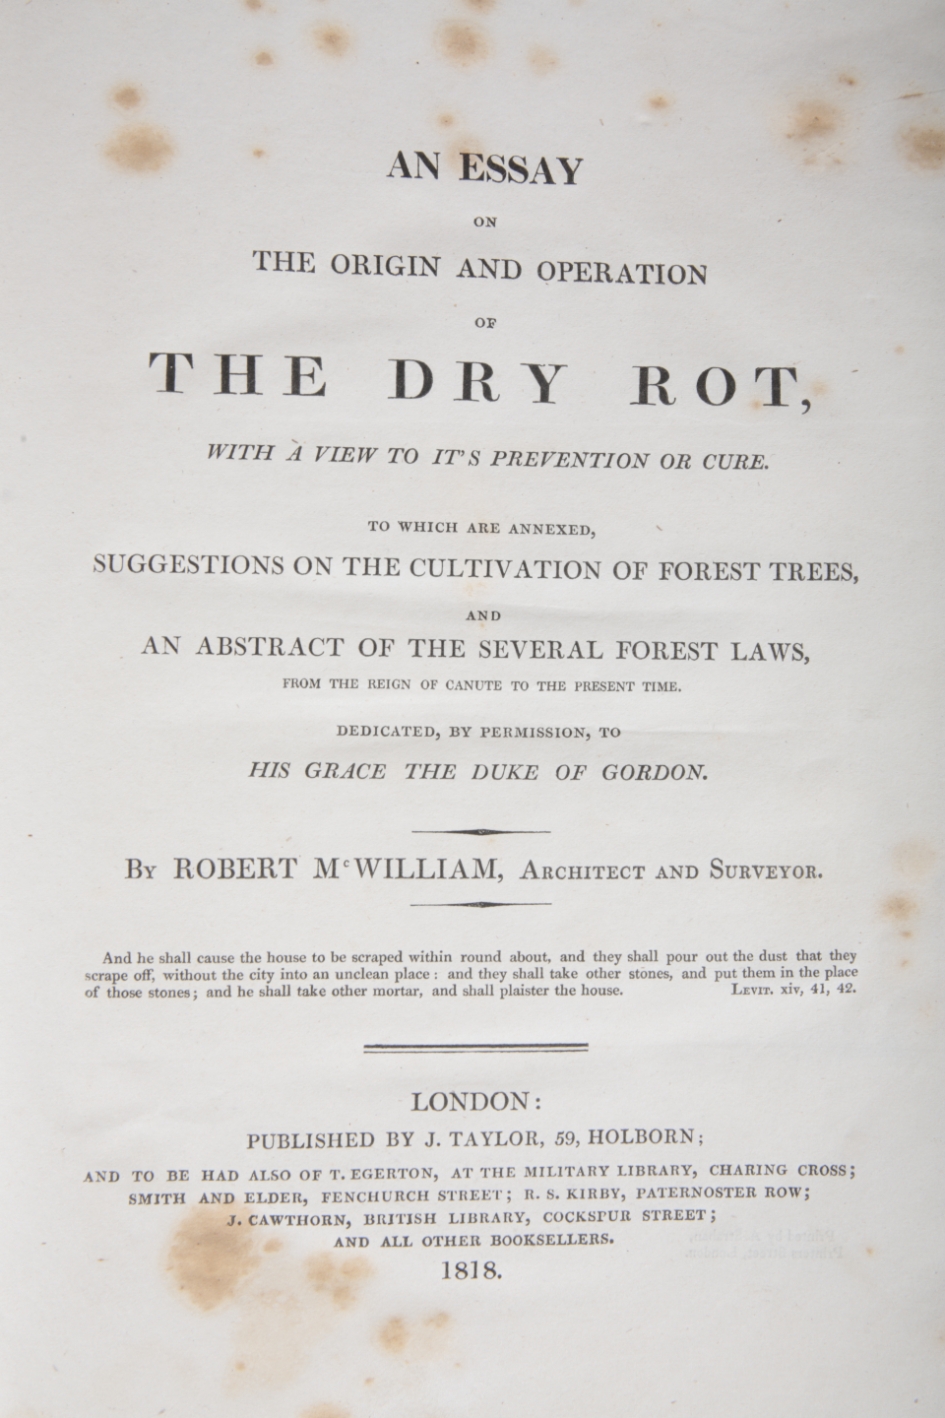 AN ESSAY
ON
THE ORIGIN AND OPERATION
OF
THE DRY ROT,
WITH A VIEW TO IT'S PREVENTION OR CURE.
TO WHICH ARE ANNEXED,
SUGGESTIONS ON THE CULTIVATION OF FOREST TREES,
AND
AN ABSTRACT OF THE SEVERAL FOREST LAWS,
FROM THE REIGN OF CANUTE TO THE PRESENT TIME.
DEDICATED, BY PERMISSION, TO
HIS GRACE THE DUKE OF GORDON.
By ROBERT McWILLIAM, Architect and Surveyor.
And he shall cause the house to be scraped within round about, and they shall pour out the dust that they
scrape off, without the city into an unclean place: and they shall take other stones, and put them in the place
of those stones; and he shall take other mortar, and shall plaister the house. Levit. xiv, 41, 42.
LONDON:
PUBLISHED BY J. TAYLOR, 59, HOLBORN;
AND TO BE HAD ALSO OF T. EGERTON, AT THE MILITARY LIBRARY, CHARING CROSS;
SMITH AND ELDER, FENCHURCH STREET; R. S. KIRBY, PATERNOSTER ROW;
J. CAWTHORN, BRITISH LIBRARY, COCKSPUR STREET;
AND ALL OTHER BOOKSELLERS.
1818.